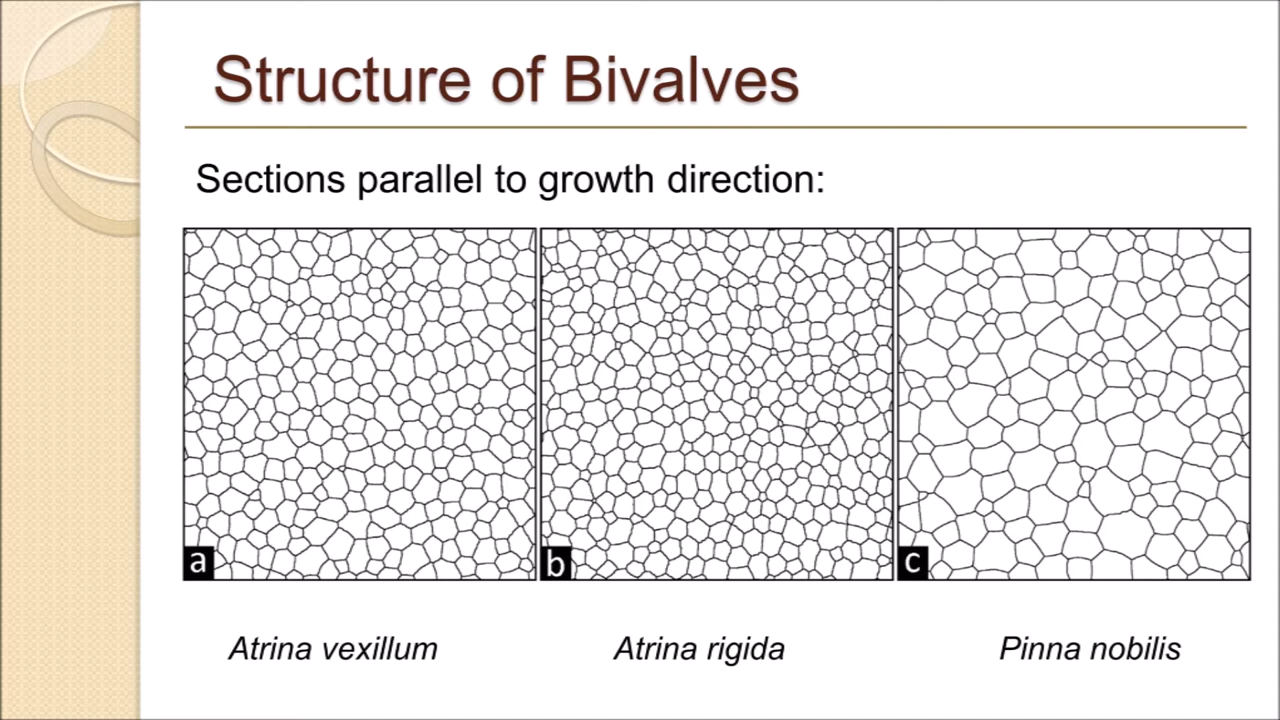 Structure of Bivalves
Sections parallel to growth direction:
a
b
c
Atrina vexillum
Atrina rigida
Pinna nobilis